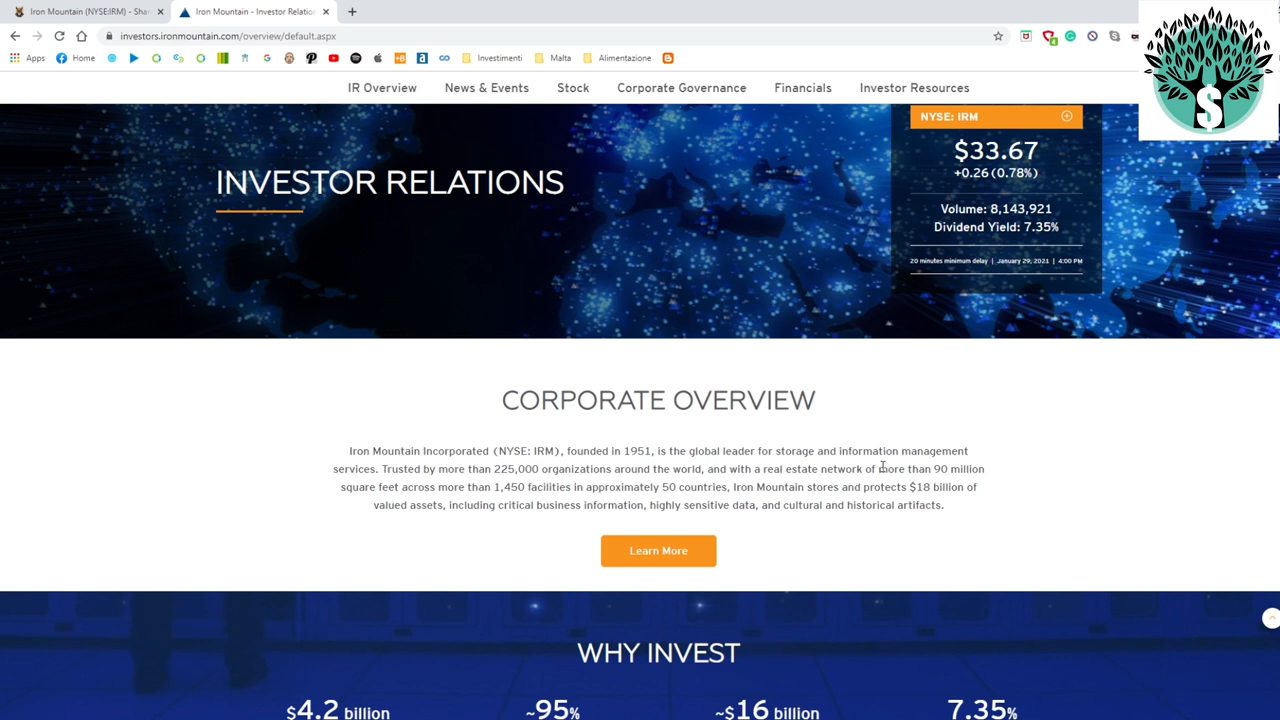 Iron Mountain (NYSE:IRM) - Shar
Iron Mountain - Investor Relation
investors.ironmountain.com/overview/default.aspx
Apps Home Investimenti Malta Alimentazione
IR Overview News & Events Stock Corporate Governance Financials Investor Resources
NYSE: IRM
$33.67
+0.26 (0.78%)
Volume: 8,143,921
Dividend Yield: 7.35%
20 minutes minimum delay | January 29, 2021 | 4:00 PM
INVESTOR RELATIONS
$
CORPORATE OVERVIEW
Iron Mountain Incorporated (NYSE: IRM), founded in 1951, is the global leader for storage and information management
services. Trusted by more than 225,000 organizations around the world, and with a real estate network of more than 90 million
square feet across more than 1,450 facilities in approximately 50 countries, Iron Mountain stores and protects $18 billion of
valued assets, including critical business information, highly sensitive data, and cultural and historical artifacts.
Learn More
WHY INVEST
$4.2 billion ~95% ~$16 billion 7.35%